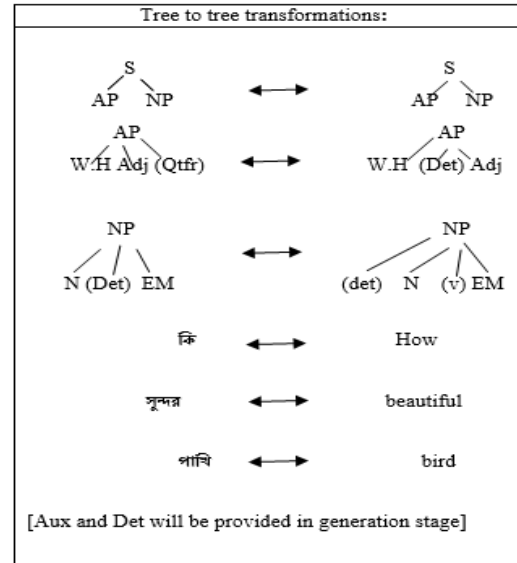 Tree to tree transformations:
S S
AP NP AP NP
AP AP
W.H Adj (Qtfr) W.H (Det) Adj
NP NP
N (Det) EM (det) N (v) EM
কি How
সুন্দর beautiful
পাখি bird
[Aux and Det will be provided in generation stage]